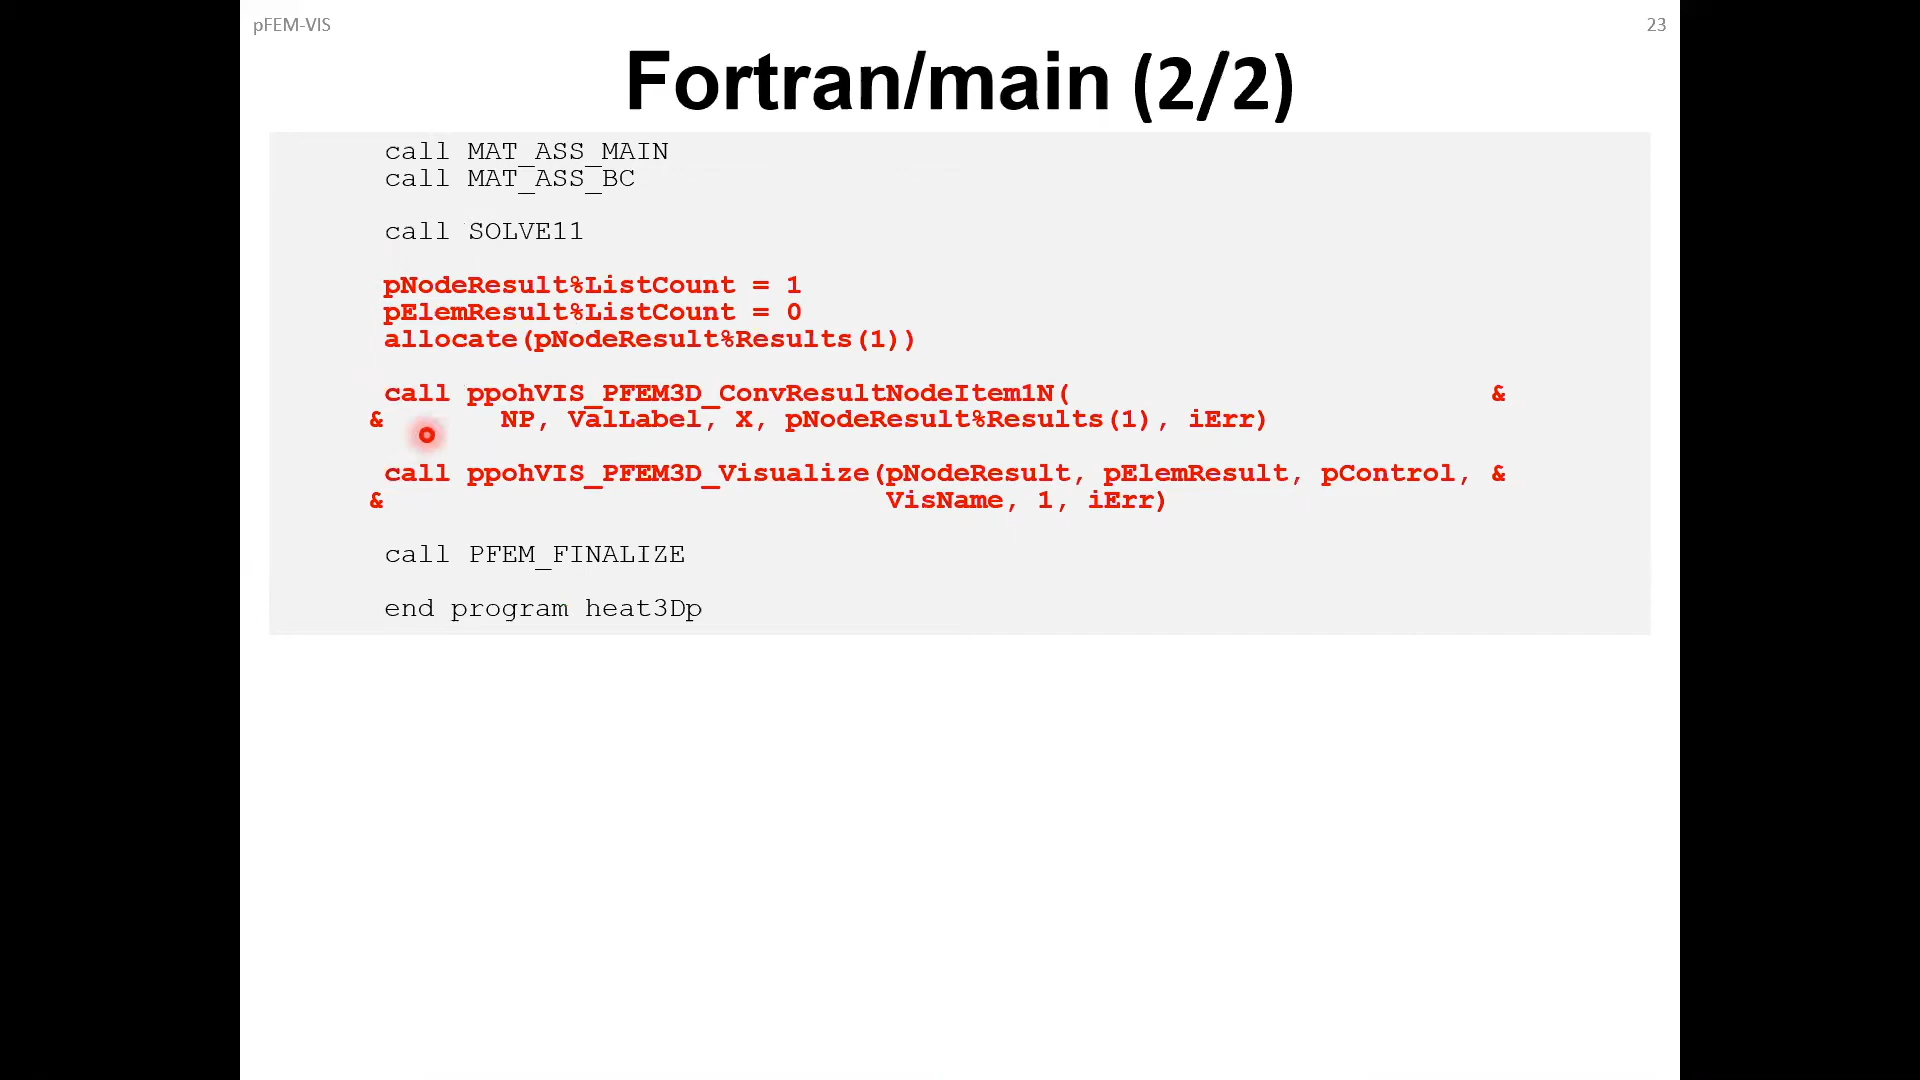 pFEM-VIS
23
Fortran/main (2/2)
call MAT_ASS_MAIN
call MAT_ASS_BC
call SOLVE11
pNodeResult%ListCount = 1
pElemResult%ListCount = 0
allocate(pNodeResult%Results(1))
call ppohVIS_PFEM3D_ConvResultNodeItem1N( &
& NP, ValLabel, X, pNodeResult%Results(1), iErr)
call ppohVIS_PFEM3D_Visualize(pNodeResult, pElemResult, pControl, &
& VisName, 1, iErr)
call PFEM_FINALIZE
end program heat3Dp